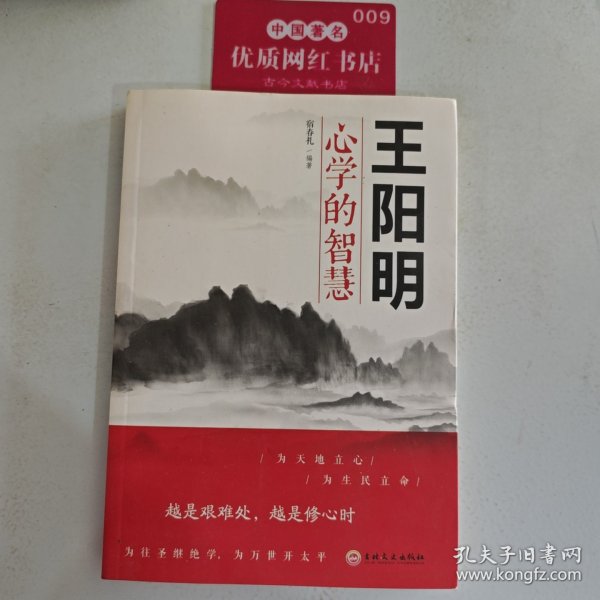 009
中国著名
优质网红书店
古今文献书店
王阳明
心学的智慧
宿春礼/编著
/为天地立心/
/为生民立命/
越是艰难处，越是修心时
为往圣继绝学，为万世开太平
吉林文史出版社
孔夫子旧书网
www.kongfz.com